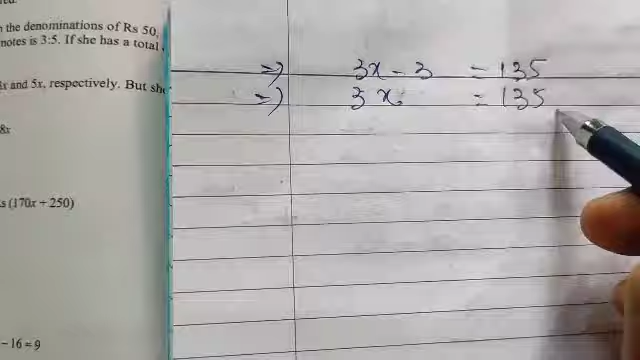 n the denominations of Rs 50,
notes is 3:5. If she has a total
x and 5x, respectively. But she
8x
s (170x + 250)
- 16 = 9
=) 3x - 3 = 135
=) 3x = 135